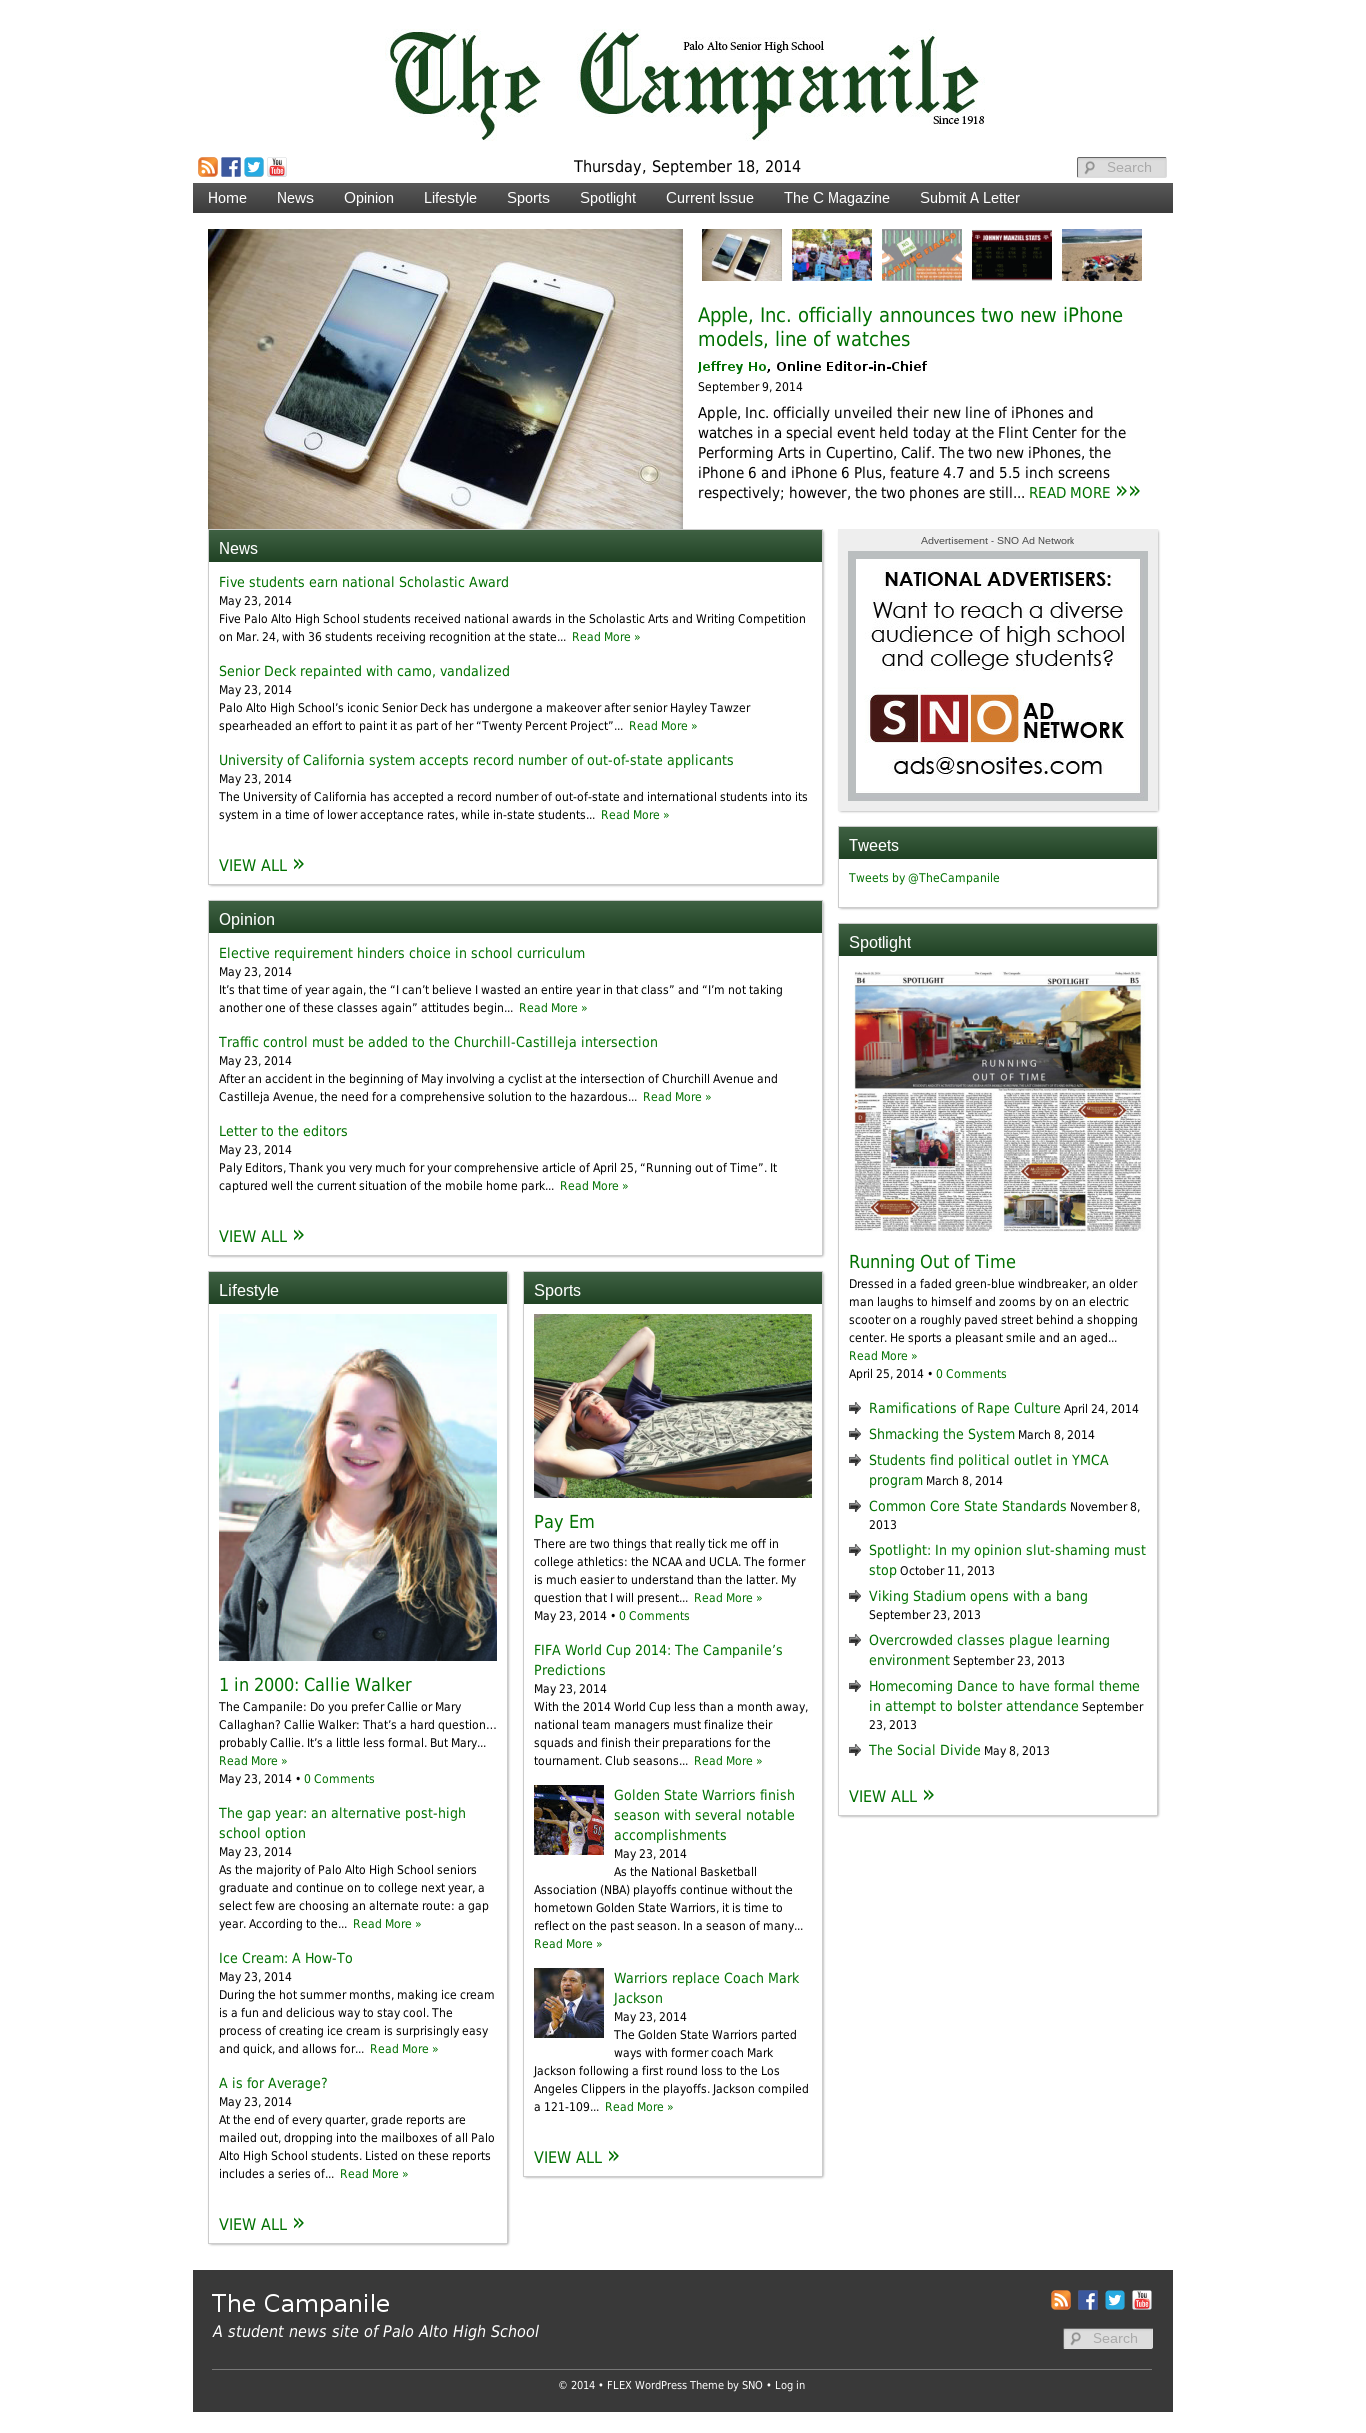 The Campanile
Palo Alto Senior High School
Since 1918
Thursday, September 18, 2014
Search
Home News Opinion Lifestyle Sports Spotlight Current Issue The C Magazine Submit A Letter
JOHNNY MANZIEL STATS
Apple, Inc. officially announces two new iPhone
models, line of watches
Jeffrey Ho, Online Editor-in-Chief
September 9, 2014
Apple, Inc. officially unveiled their new line of iPhones and
watches in a special event held today at the Flint Center for the
Performing Arts in Cupertino, Calif. The two new iPhones, the
iPhone 6 and iPhone 6 Plus, feature 4.7 and 5.5 inch screens
respectively; however, the two phones are still... READ MORE »»
News
Five students earn national Scholastic Award
May 23, 2014
Five Palo Alto High School students received national awards in the Scholastic Arts and Writing Competition
on Mar. 24, with 36 students receiving recognition at the state... Read More »
Senior Deck repainted with camo, vandalized
May 23, 2014
Palo Alto High School’s iconic Senior Deck has undergone a makeover after senior Hayley Tawzer
spearheaded an effort to paint it as part of her “Twenty Percent Project”... Read More »
University of California system accepts record number of out-of-state applicants
May 23, 2014
The University of California has accepted a record number of out-of-state and international students into its
system in a time of lower acceptance rates, while in-state students... Read More »
VIEW ALL »
Opinion
Elective requirement hinders choice in school curriculum
May 23, 2014
It’s that time of year again, the “I can’t believe I wasted an entire year in that class” and “I’m not taking
another one of these classes again” attitudes begin... Read More »
Traffic control must be added to the Churchill-Castilleja intersection
May 23, 2014
After an accident in the beginning of May involving a cyclist at the intersection of Churchill Avenue and
Castilleja Avenue, the need for a comprehensive solution to the hazardous... Read More »
Letter to the editors
May 23, 2014
Paly Editors, Thank you very much for your comprehensive article of April 25, “Running out of Time”. It
captured well the current situation of the mobile home park... Read More »
VIEW ALL »
Lifestyle
1 in 2000: Callie Walker
The Campanile: Do you prefer Callie or Mary
Callaghan? Callie Walker: That’s a hard question…
probably Callie. It’s a little less formal. But Mary...
Read More »
May 23, 2014 • 0 Comments
The gap year: an alternative post-high
school option
May 23, 2014
As the majority of Palo Alto High School seniors
graduate and continue on to college next year, a
select few are choosing an alternate route: a gap
year. According to the... Read More »
Ice Cream: A How-To
May 23, 2014
During the hot summer months, making ice cream
is a fun and delicious way to stay cool. The
process of creating ice cream is surprisingly easy
and quick, and allows for... Read More »
A is for Average?
May 23, 2014
At the end of every quarter, grade reports are
mailed out, dropping into the mailboxes of all Palo
Alto High School students. Listed on these reports
includes a series of... Read More »
VIEW ALL »
Sports
Pay Em
There are two things that really tick me off in
college athletics: the NCAA and UCLA. The former
is much easier to understand than the latter. My
question that I will present... Read More »
May 23, 2014 • 0 Comments
FIFA World Cup 2014: The Campanile’s
Predictions
May 23, 2014
With the 2014 World Cup less than a month away,
national team managers must finalize their
squads and finish their preparations for the
tournament. Club seasons... Read More »
Golden State Warriors finish
season with several notable
accomplishments
May 23, 2014
As the National Basketball
Association (NBA) playoffs continue without the
hometown Golden State Warriors, it is time to
reflect on the past season. In a season of many...
Read More »
Warriors replace Coach Mark
Jackson
May 23, 2014
The Golden State Warriors parted
ways with former coach Mark
Jackson following a first round loss to the Los
Angeles Clippers in the playoffs. Jackson compiled
a 121-109... Read More »
VIEW ALL »
Advertisement - SNO Ad Network
NATIONAL ADVERTISERS:
Want to reach a diverse
audience of high school
and college students?
SNO AD
NETWORK
ads@snosites.com
Tweets
Tweets by @TheCampanile
Spotlight
B4 SPOTLIGHT SPOTLIGHT B5
RUNNING
OUT OF TIME
Running Out of Time
Dressed in a faded green-blue windbreaker, an older
man laughs to himself and zooms by on an electric
scooter on a roughly paved street behind a shopping
center. He sports a pleasant smile and an aged...
Read More »
April 25, 2014 • 0 Comments
Ramifications of Rape Culture April 24, 2014
Shmacking the System March 8, 2014
Students find political outlet in YMCA
program March 8, 2014
Common Core State Standards November 8,
2013
Spotlight: In my opinion slut-shaming must
stop October 11, 2013
Viking Stadium opens with a bang
September 23, 2013
Overcrowded classes plague learning
environment September 23, 2013
Homecoming Dance to have formal theme
in attempt to bolster attendance September
23, 2013
The Social Divide May 8, 2013
VIEW ALL »
The Campanile
A student news site of Palo Alto High School
You
Tube
Search
© 2014 • FLEX WordPress Theme by SNO • Log in